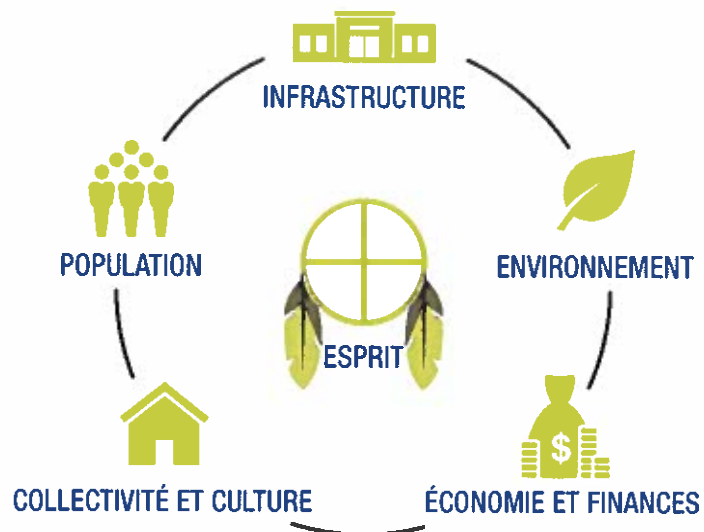 INFRASTRUCTURE
POPULATION
ENVIRONNEMENT
ESPRIT
$
COLLECTIVITÉ ET CULTURE
ÉCONOMIE ET FINANCES